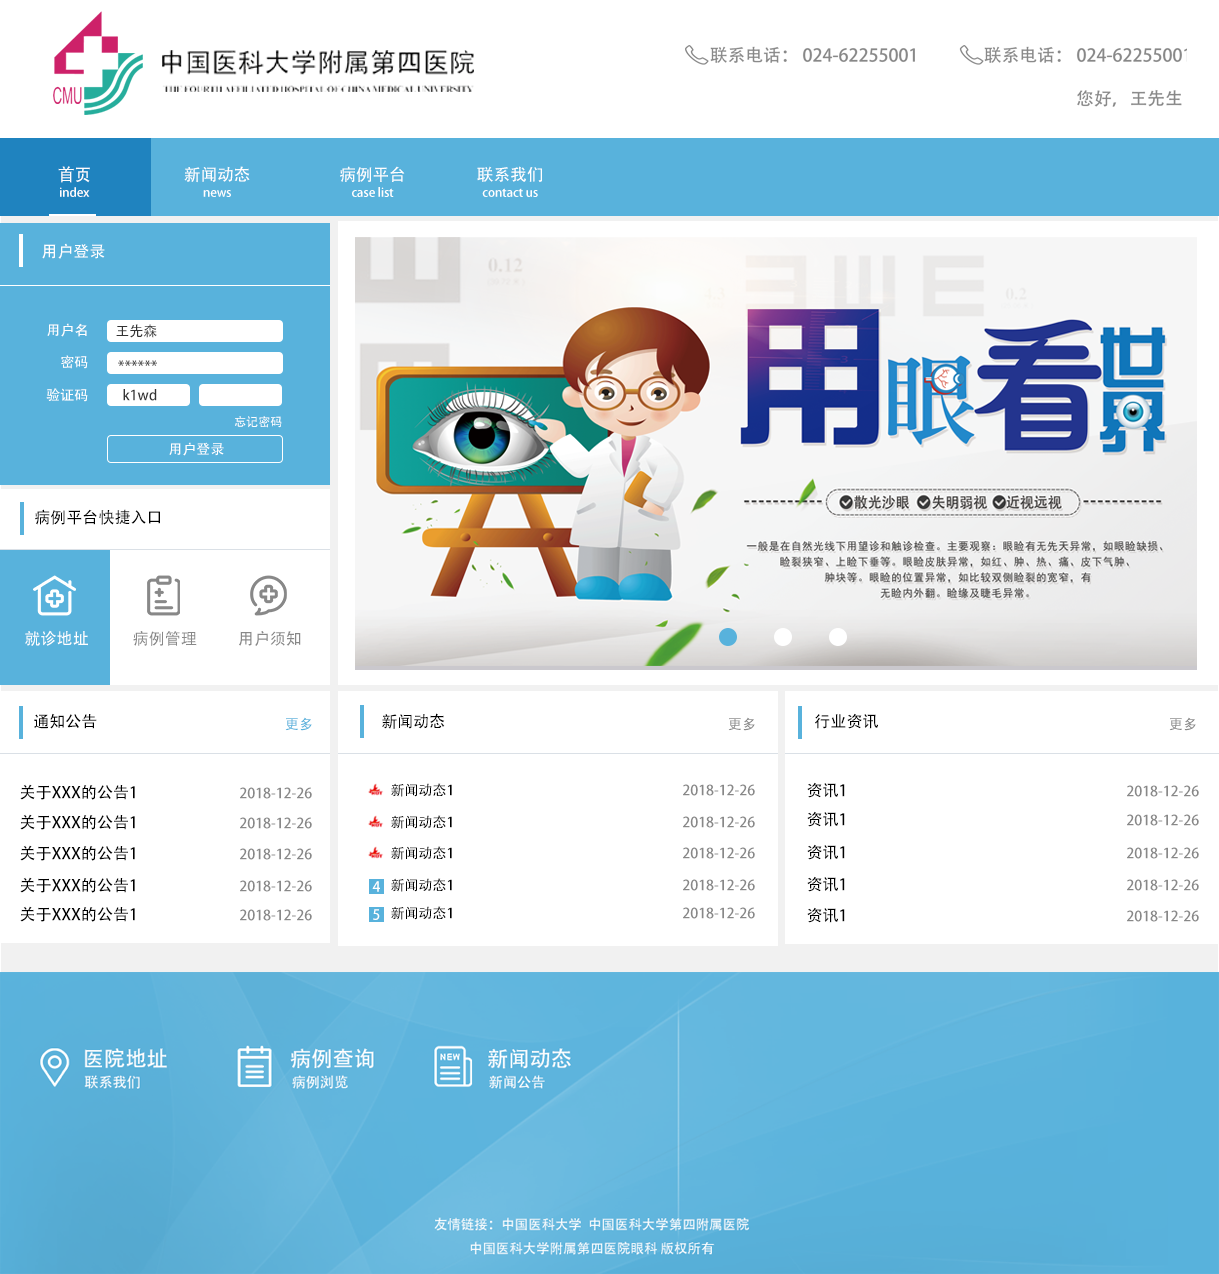 CMU
中国医科大学附属第四医院
THE FOURTH AFFILIATED HOSPITAL OF CHINA MEDICAL UNIVERSITY
联系电话： 024-62255001
联系电话： 024-62255001
您好，王先生
首页
index
新闻动态
news
病例平台
case list
联系我们
contact us
用户登录
用户名 王先森
密码 ******
验证码 k1wd
忘记密码
用户登录
0.12
0.2
用眼看世界
散光沙眼 失明弱视 近视远视
一般是在自然光线下用望诊和触诊检查。主要观察：眼睑有无先天异常，如眼睑缺损、
睑裂狭窄、上睑下垂等。眼睑皮肤异常，如红、肿、热、痛、皮下气肿、
肿块等。眼睑的位置异常，如比较双侧睑裂的宽窄，有
无睑内外翻。睑缘及睫毛异常。
病例平台快捷入口
就诊地址 病例管理 用户须知
通知公告 更多
关于XXX的公告1 2018-12-26
关于XXX的公告1 2018-12-26
关于XXX的公告1 2018-12-26
关于XXX的公告1 2018-12-26
关于XXX的公告1 2018-12-26
新闻动态 更多
新闻动态1 2018-12-26
新闻动态1 2018-12-26
新闻动态1 2018-12-26
4 新闻动态1 2018-12-26
5 新闻动态1 2018-12-26
行业资讯 更多
资讯1 2018-12-26
资讯1 2018-12-26
资讯1 2018-12-26
资讯1 2018-12-26
资讯1 2018-12-26
医院地址
联系我们
病例查询
病例浏览
NEW
新闻动态
新闻公告
友情链接：中国医科大学 中国医科大学第四附属医院
中国医科大学附属第四医院眼科 版权所有